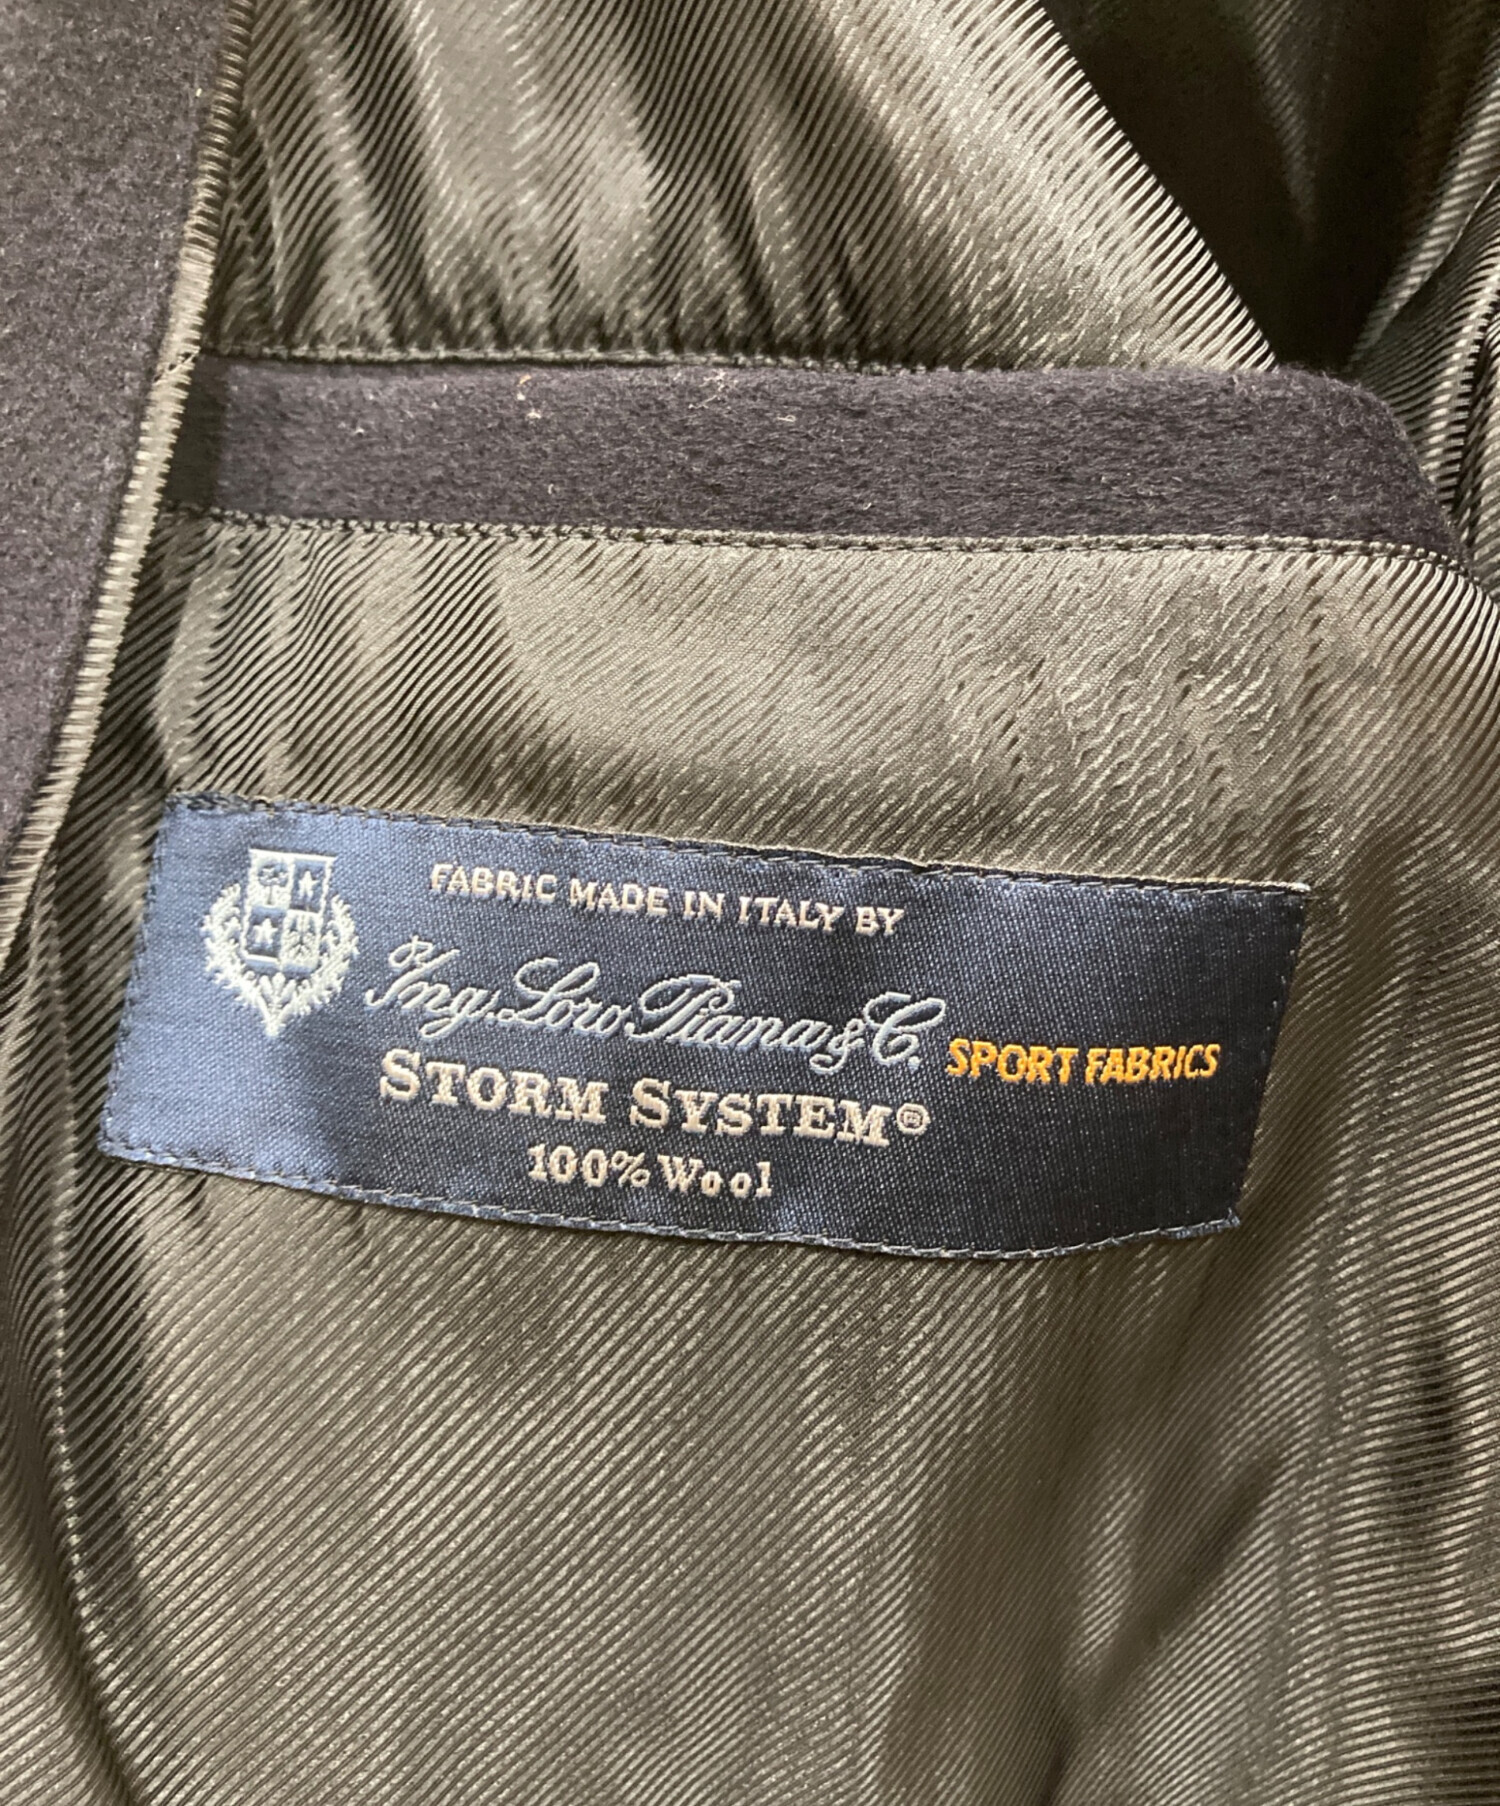 FABRIC MADE IN ITALY BY
Ing. Loro Piana & C. SPORT FABRICS
STORM SYSTEM®
100% Wool